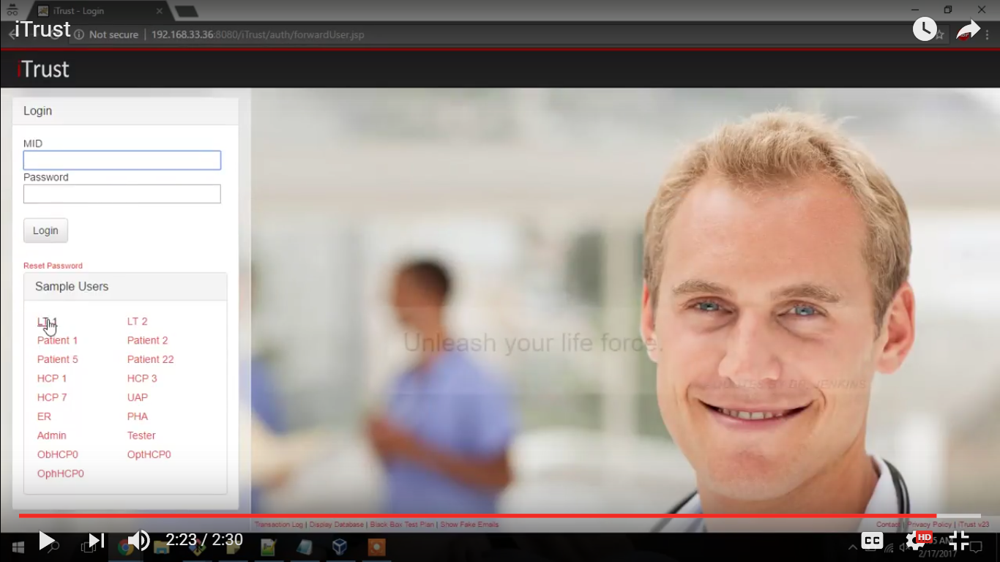 iTrust - Login
iTrust
Not secure | 192.168.33.36:8080/iTrust/auth/forwardUser.jsp
iTrust
Login
MID
Password
Login
Reset Password
Sample Users
LT 1 LT 2
Patient 1 Patient 2
Patient 5 Patient 22
HCP 1 HCP 3
HCP 7 UAP
ER PHA
Admin Tester
ObHCP0 OptHCP0
OphHCP0
Unleash your life force.
QUOTES BY DR. JENKINS
Transaction Log | Display Database | Black Box Test Plan | Show Fake Emails
Contact | Privacy Policy | iTrust v23
2:23 / 2:30
CC
HD
AM
2/17/2017